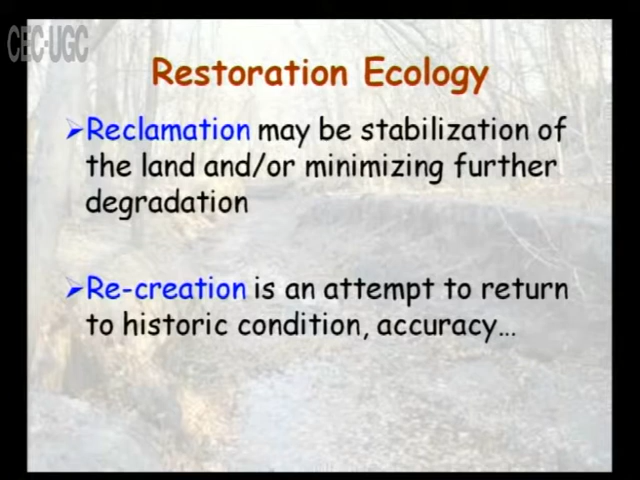 CEC-UGC
Restoration Ecology
Reclamation may be stabilization of
the land and/or minimizing further
degradation
Re-creation is an attempt to return
to historic condition, accuracy…